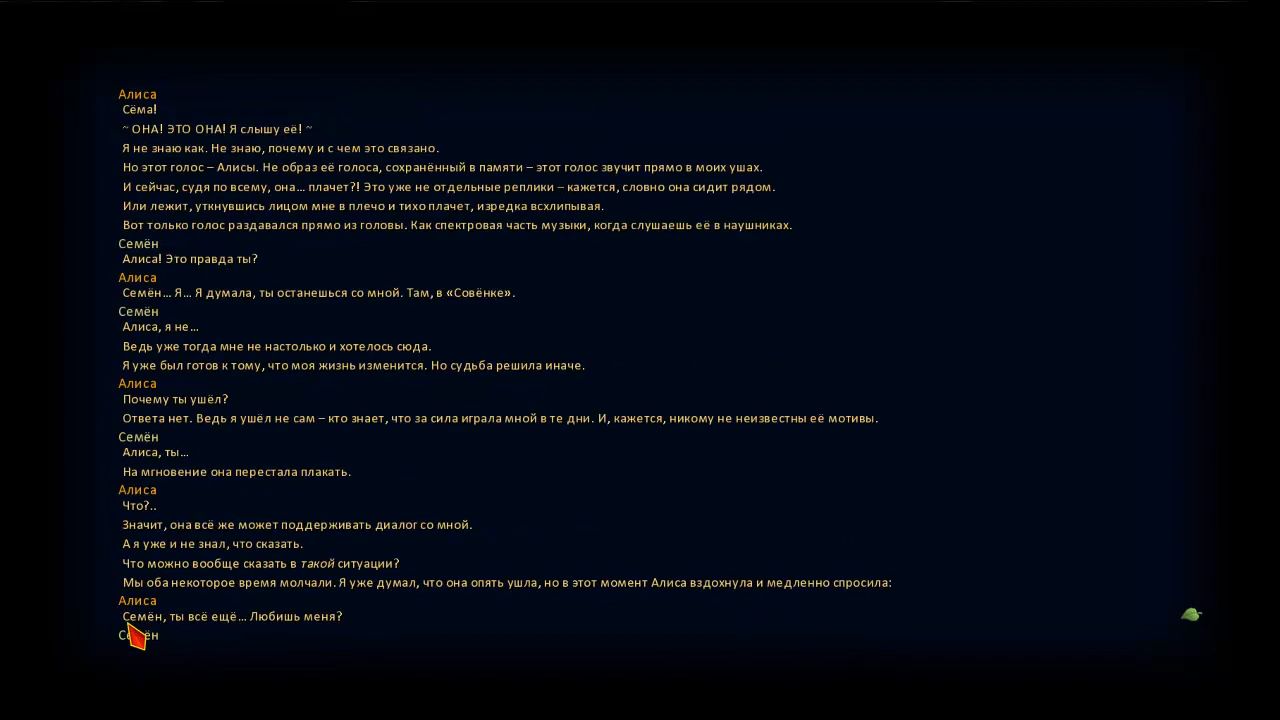 Алиса
Сёма!
~ ОНА! ЭТО ОНА! Я слышу её! ~
Я не знаю как. Не знаю, почему и с чем это связано.
Но этот голос – Алисы. Не образ её голоса, сохранённый в памяти – этот голос звучит прямо в моих ушах.
И сейчас, судя по всему, она… плачет?! Это уже не отдельные реплики – кажется, словно она сидит рядом.
Или лежит, уткнувшись лицом мне в плечо и тихо плачет, изредка всхлипывая.
Вот только голос раздавался прямо из головы. Как спектровая часть музыки, когда слушаешь её в наушниках.
Семён
Алиса! Это правда ты?
Алиса
Семён… Я… Я думала, ты останешься со мной. Там, в «Совёнке».
Семён
Алиса, я не…
Ведь уже тогда мне не настолько и хотелось сюда.
Я уже был готов к тому, что моя жизнь изменится. Но судьба решила иначе.
Алиса
Почему ты ушёл?
Ответа нет. Ведь я ушёл не сам – кто знает, что за сила играла мной в те дни. И, кажется, никому не неизвестны её мотивы.
Семён
Алиса, ты…
На мгновение она перестала плакать.
Алиса
Что?..
Значит, она всё же может поддерживать диалог со мной.
А я уже и не знал, что сказать.
Что можно вообще сказать в такой ситуации?
Мы оба некоторое время молчали. Я уже думал, что она опять ушла, но в этот момент Алиса вздохнула и медленно спросила:
Алиса
Семён, ты всё ещё… Любишь меня?
Семён